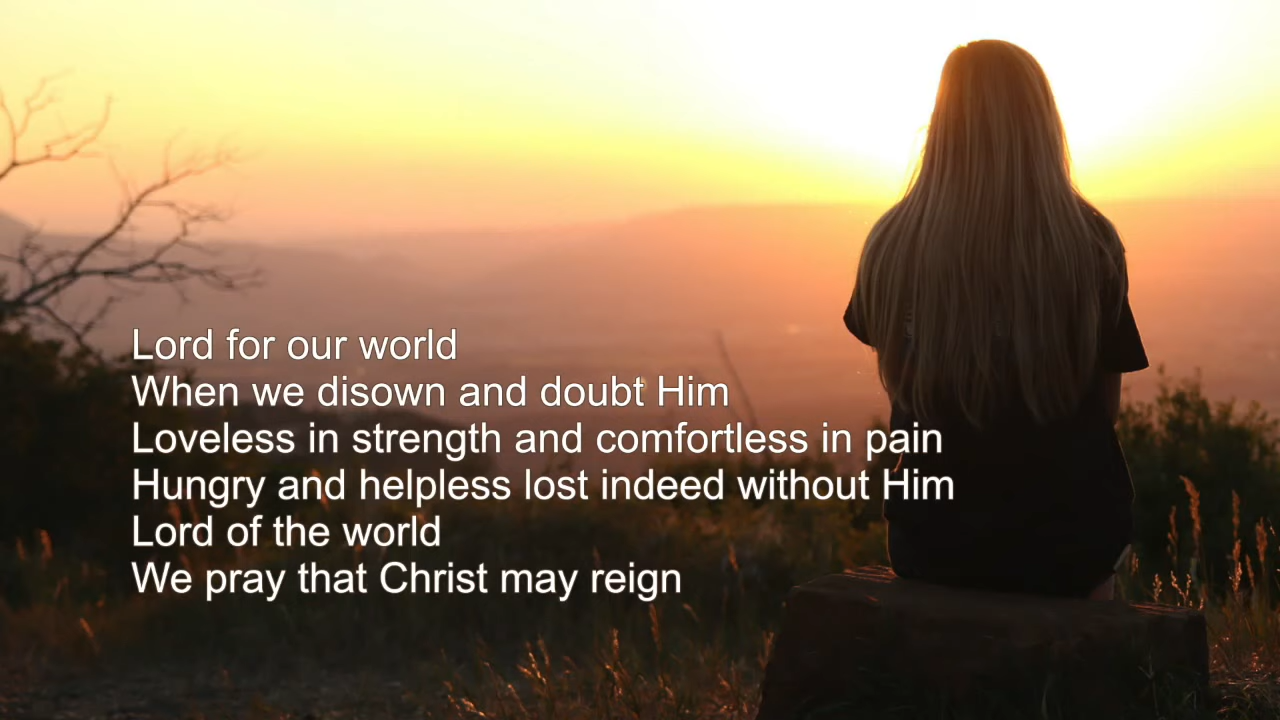 Lord for our world
When we disown and doubt Him
Loveless in strength and comfortless in pain
Hungry and helpless lost indeed without Him
Lord of the world
We pray that Christ may reign